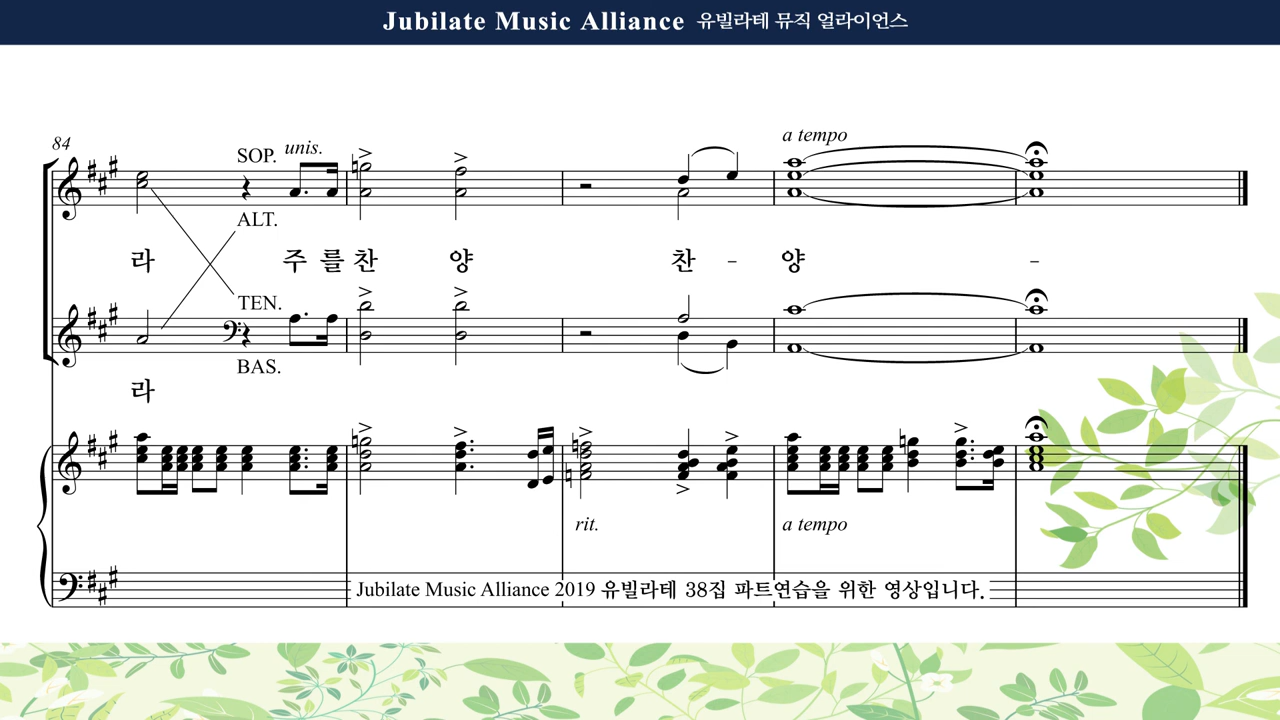 Jubilate Music Alliance 유빌라테 뮤직 얼라이언스
84
SOP. unis.
a tempo
ALT.
라 주 를 찬 양 찬 - 양 -
TEN.
BAS.
라
rit. a tempo
Jubilate Music Alliance 2019 유빌라테 38집 파트연습을 위한 영상입니다.